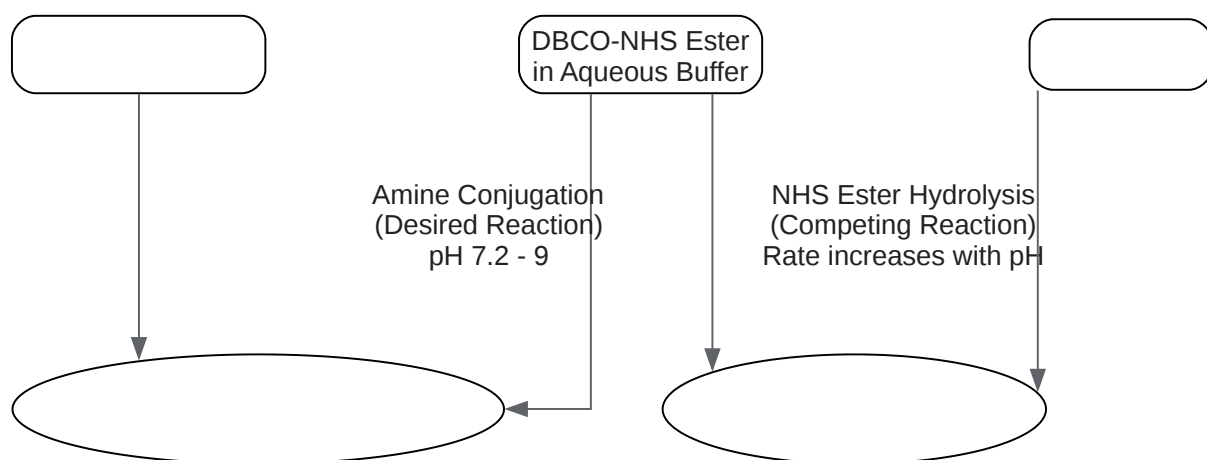 DBCO-NHS Ester
in Aqueous Buffer
Amine Conjugation
(Desired Reaction)
pH 7.2 - 9
NHS Ester Hydrolysis
(Competing Reaction)
Rate increases with pH